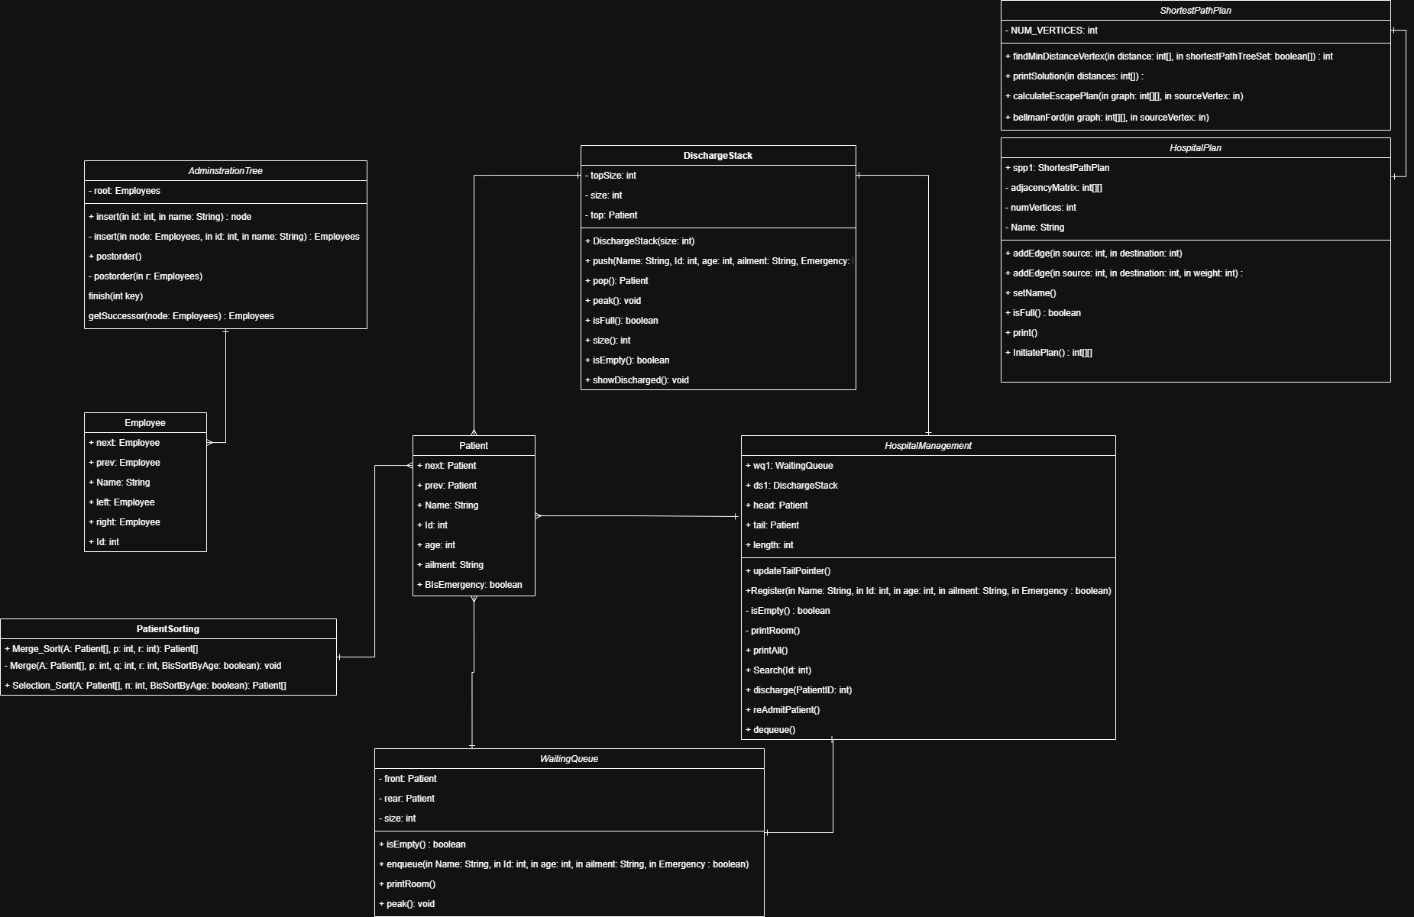 ShortestPathPlan
- NUM_VERTICES: int
+ findMinDistanceVertex(in distance: int[], in shortestPathTreeSet: boolean[]) : int
+ printSolution(in distances: int[]) :
+ calculateEscapePlan(in graph: int[][], in sourceVertex: in)
+ bellmanFord(in graph: int[][], in sourceVertex: in)
HospitalPlan
+ spp1: ShortestPathPlan
- adjacencyMatrix: int[][]
- numVertices: int
- Name: String
+ addEdge(in source: int, in destination: int)
+ addEdge(in source: int, in destination: int, in weight: int) :
+ setName()
+ isFull() : boolean
+ print()
+ InitiatePlan() : int[][]
DischargeStack
- topSize: int
- size: int
- top: Patient
+ DischargeStack(size: int)
+ push(Name: String, Id: int, age: int, ailment: String, Emergency:
+ pop(): Patient
+ peak(): void
+ isFull(): boolean
+ size(): int
+ isEmpty(): boolean
+ showDischarged(): void
AdminstrationTree
- root: Employees
+ insert(in id: int, in name: String) : node
- insert(in node: Employees, in id: int, in name: String) : Employees
+ postorder()
- postorder(in r: Employees)
finish(int key)
getSuccessor(node: Employees) : Employees
Employee
+ next: Employee
+ prev: Employee
+ Name: String
+ left: Employee
+ right: Employee
+ Id: int
Patient
+ next: Patient
+ prev: Patient
+ Name: String
+ Id: int
+ age: int
+ ailment: String
+ BIsEmergency: boolean
HospitalManagement
+ wq1: WaitingQueue
+ ds1: DischargeStack
+ head: Patient
+ tail: Patient
+ length: int
+ updateTailPointer()
+Register(in Name: String, in Id: int, in age: int, in ailment: String, in Emergency : boolean)
- isEmpty() : boolean
- printRoom()
+ printAll()
+ Search(Id: int)
+ discharge(PatientID: int)
+ reAdmitPatient()
+ dequeue()
PatientSorting
+ Merge_Sort(A: Patient[], p: int, r: int): Patient[]
- Merge(A: Patient[], p: int, q: int, r: int, BisSortByAge: boolean): void
+ Selection_Sort(A: Patient[], n: int, BisSortByAge: boolean): Patient[]
WaitingQueue
- front: Patient
- rear: Patient
- size: int
+ isEmpty() : boolean
+ enqueue(in Name: String, in Id: int, in age: int, in ailment: String, in Emergency : boolean)
+ printRoom()
+ peak(): void